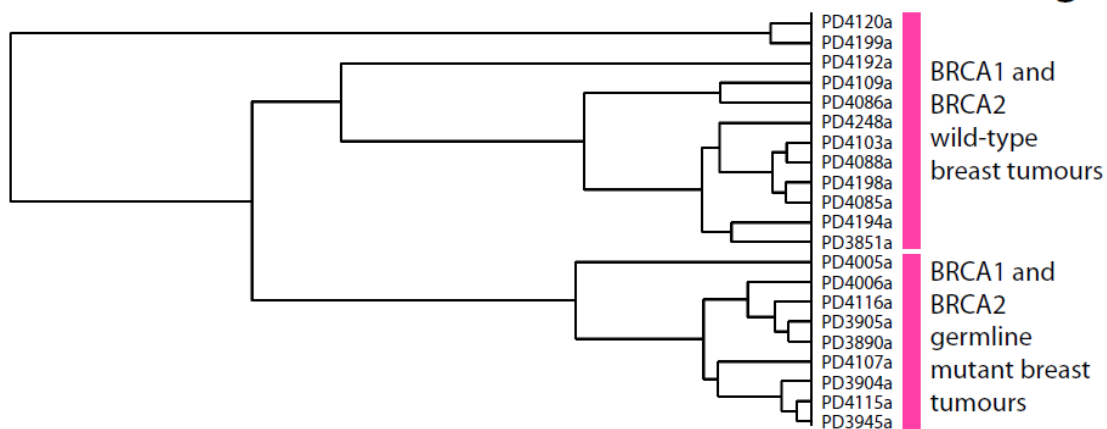 PD4120a
PD4199a
PD4192a
PD4109a
PD4086a
PD4248a
PD4103a
PD4088a
PD4198a
PD4085a
PD4194a
PD3851a
PD4005a
PD4006a
PD4116a
PD3905a
PD3890a
PD4107a
PD3904a
PD4115a
PD3945a
BRCA1 and
BRCA2
wild-type
breast tumours
BRCA1 and
BRCA2
germline
mutant breast
tumours